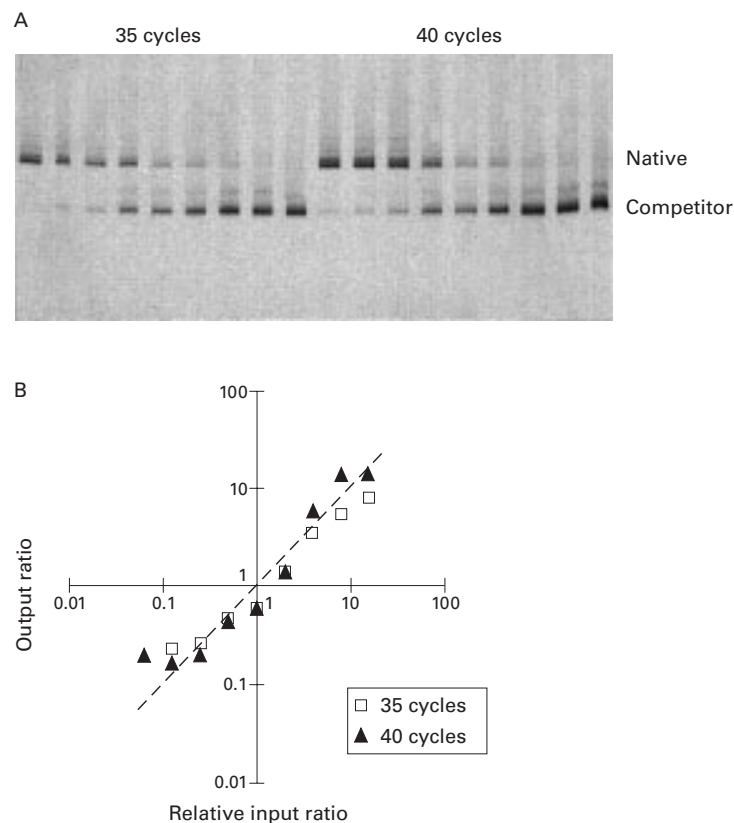 A
35 cycles 40 cycles
Native
Competitor
B
100
10
1
0.01 0.1 1 10 100
0.1
0.01
Output ratio
Relative input ratio
35 cycles
40 cycles